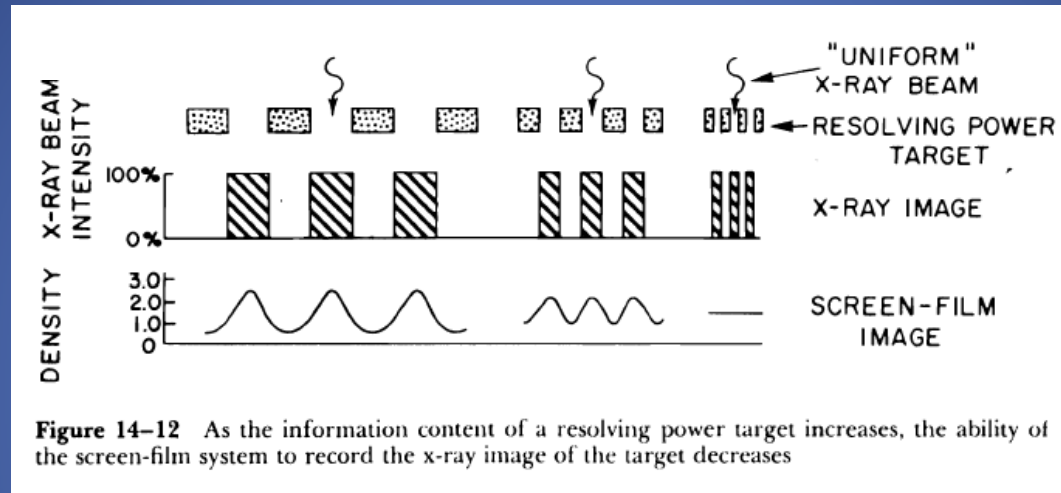 "UNIFORM"
X-RAY BEAM
RESOLVING POWER
TARGET
X-RAY BEAM
INTENSITY
100%
0%
X-RAY IMAGE
DENSITY
3.0
2.0
1.0
0
SCREEN-FILM
IMAGE
Figure 14–12 As the information content of a resolving power target increases, the ability of
the screen-film system to record the x-ray image of the target decreases